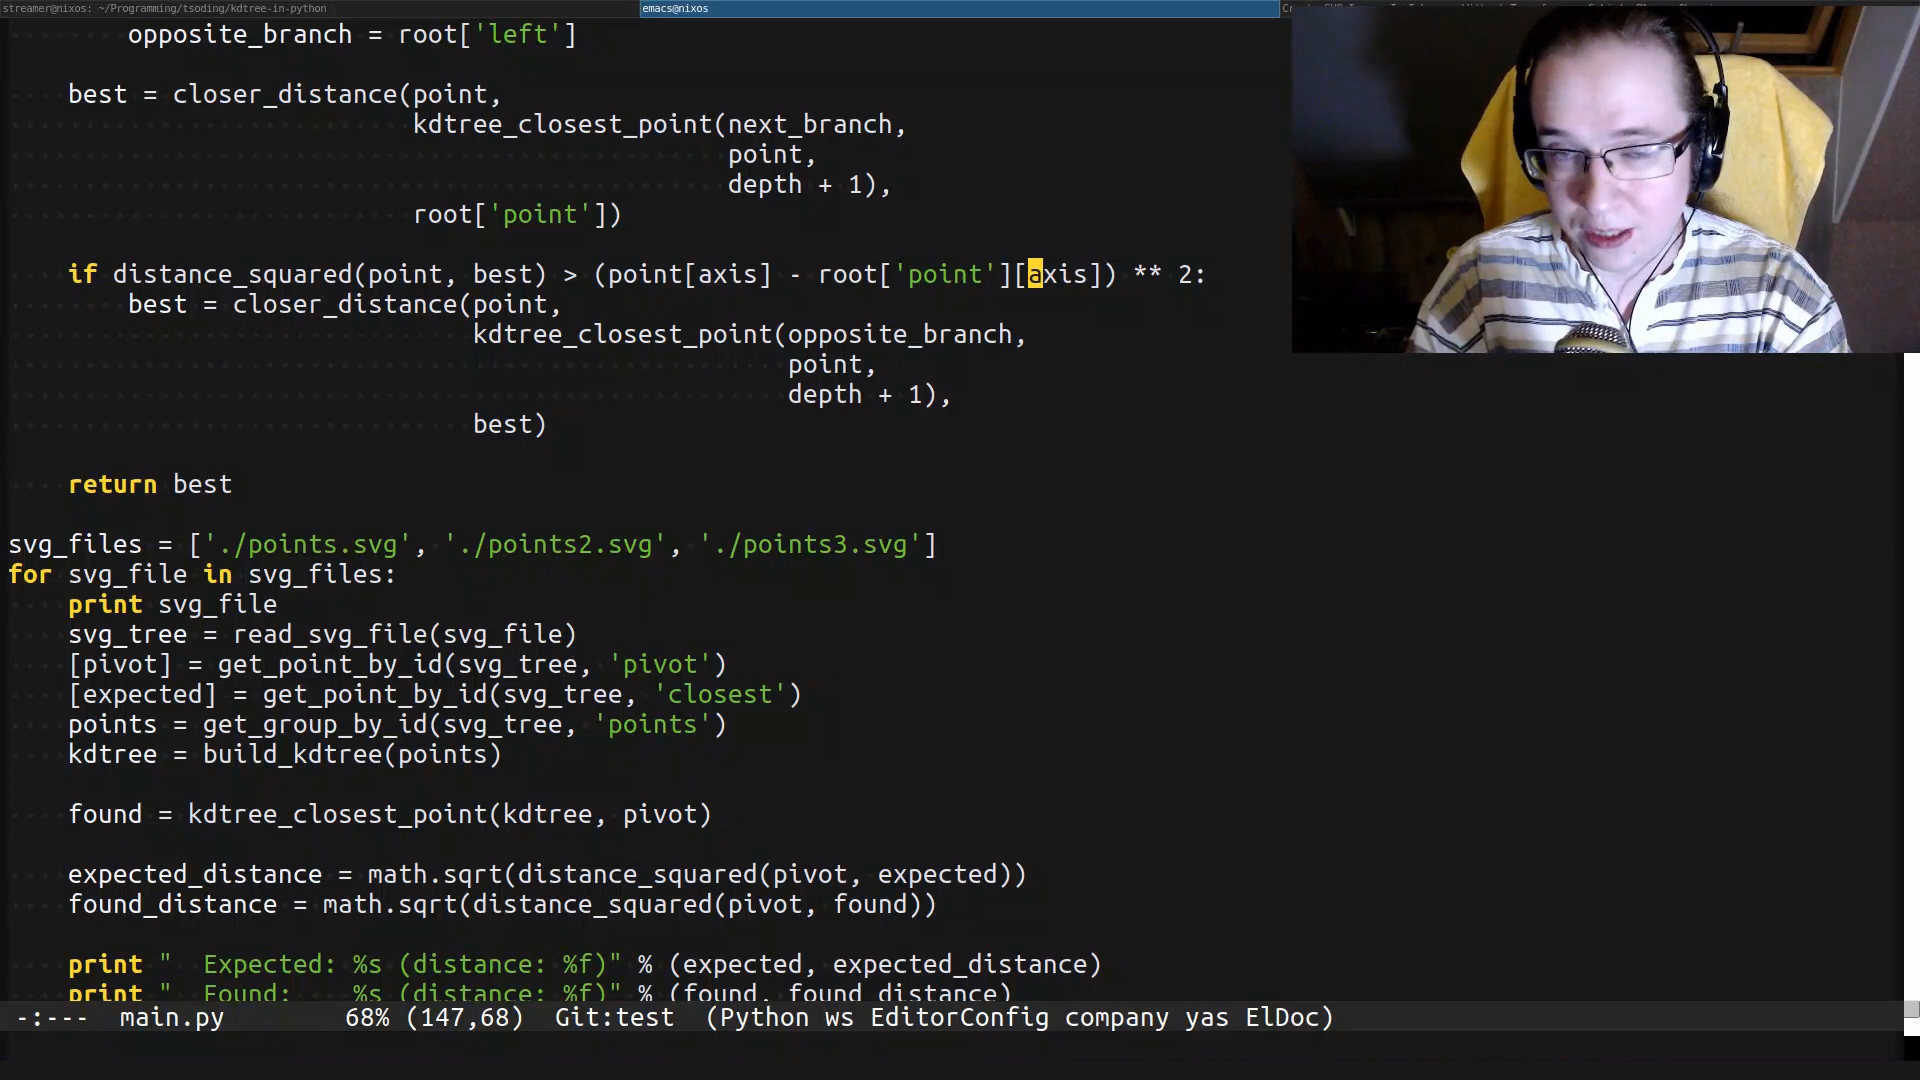 streamer@nixos: ~/Programming/tsoding/kdtree-in-python
emacs@nixos
opposite_branch = root['left']
best = closer_distance(point,
kdtree_closest_point(next_branch,
point,
depth + 1),
root['point'])
if distance_squared(point, best) > (point[axis] - root['point'][axis]) ** 2:
best = closer_distance(point,
kdtree_closest_point(opposite_branch,
point,
depth + 1),
best)
return best
svg_files = ['./points.svg', './points2.svg', './points3.svg']
for svg_file in svg_files:
print svg_file
svg_tree = read_svg_file(svg_file)
[pivot] = get_point_by_id(svg_tree, 'pivot')
[expected] = get_point_by_id(svg_tree, 'closest')
points = get_group_by_id(svg_tree, 'points')
kdtree = build_kdtree(points)
found = kdtree_closest_point(kdtree, pivot)
expected_distance = math.sqrt(distance_squared(pivot, expected))
found_distance = math.sqrt(distance_squared(pivot, found))
print "  Expected: %s (distance: %f)" % (expected, expected_distance)
print "  Found:    %s (distance: %f)" % (found, found_distance)
-:---  main.py        68% (147,68)  Git:test  (Python ws EditorConfig company yas ElDoc)